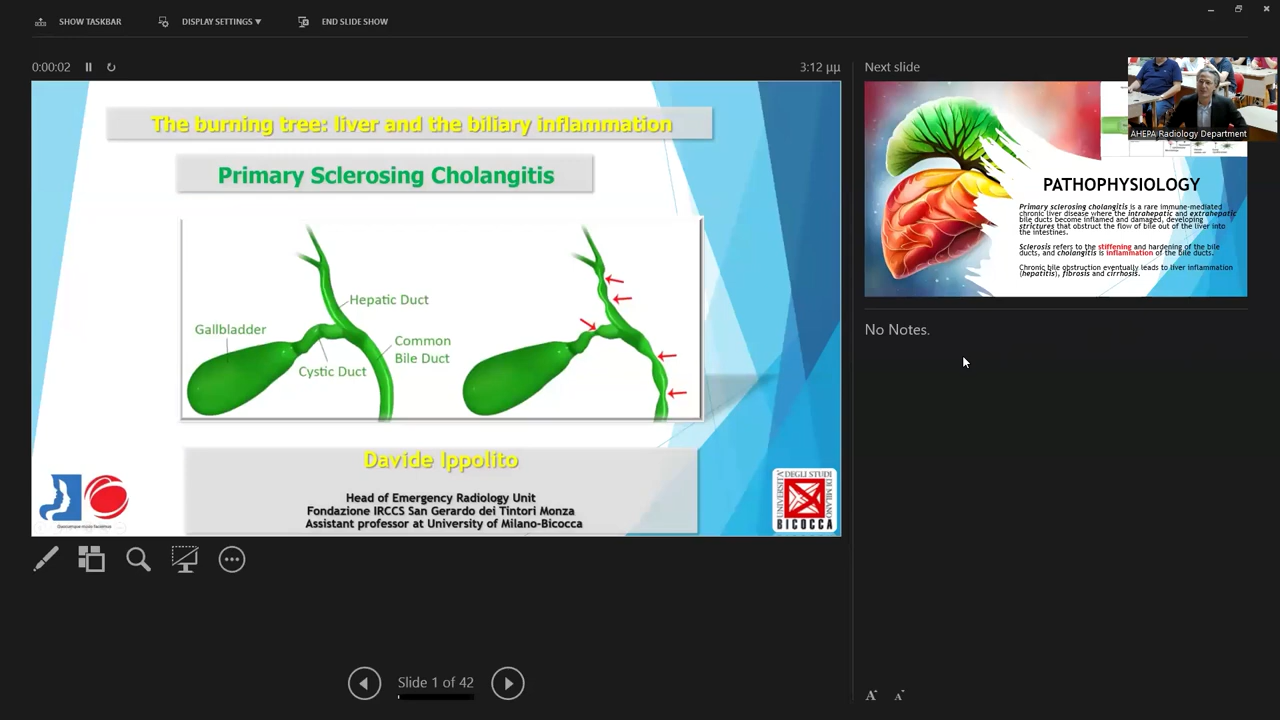 SHOW TASKBAR
DISPLAY SETTINGS ▼
END SLIDE SHOW
0:00:02
3:12 μμ
The burning tree: liver and the biliary inflammation
Primary Sclerosing Cholangitis
Hepatic Duct
Gallbladder
Common
Bile Duct
Cystic Duct
Davide Ippolito
Head of Emergency Radiology Unit
Fondazione IRCCS San Gerardo dei Tintori Monza
Assistant professor at University of Milano-Bicocca
UNIVERSITÀ
DEGLI STUDI
DI MILANO
BICOCCA
Slide 1 of 42
Next slide
AHEPA Radiology Department
PATHOPHYSIOLOGY
Primary sclerosing cholangitis is a rare immune-mediated
chronic liver disease where the intrahepatic and extrahepatic
bile ducts become inflamed and damaged, developing
strictures that obstruct the flow of bile out of the liver into
the intestines.
Sclerosis refers to the stiffening and hardening of the bile
ducts, and cholangitis is inflammation of the bile ducts.
Chronic bile obstruction eventually leads to liver inflammation
(hepatitis), fibrosis and cirrhosis.
No Notes.
A A